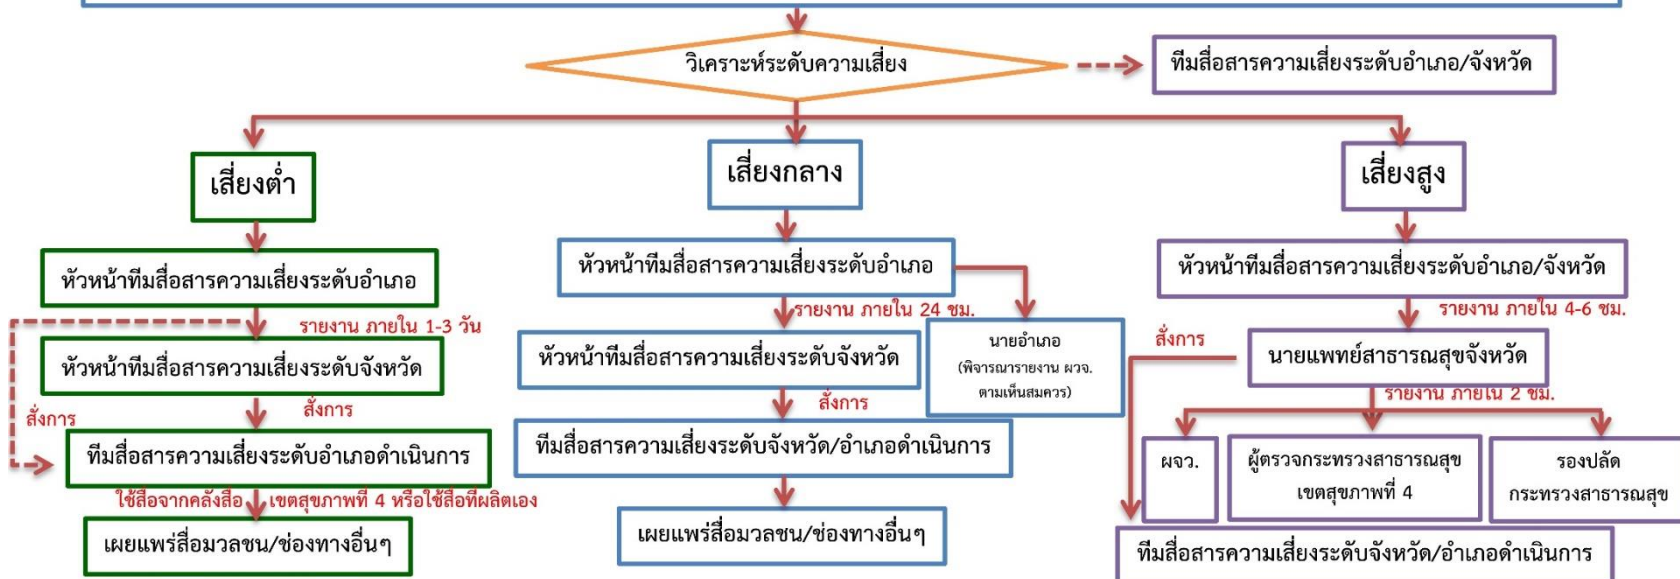 วิเคราะห์ระดับความเสี่ยง
ทีมสื่อสารความเสี่ยงระดับอำเภอ/จังหวัด
เสี่ยงต่ำ
หัวหน้าทีมสื่อสารความเสี่ยงระดับอำเภอ
รายงาน ภายใน 1-3 วัน
หัวหน้าทีมสื่อสารความเสี่ยงระดับจังหวัด
สั่งการ
สั่งการ
ทีมสื่อสารความเสี่ยงระดับอำเภอดำเนินการ
ใช้สื่อจากคลังสื่อ เขตสุขภาพที่ 4 หรือใช้สื่อที่ผลิตเอง
เผยแพร่สื่อมวลชน/ช่องทางอื่นๆ
เสี่ยงกลาง
หัวหน้าทีมสื่อสารความเสี่ยงระดับอำเภอ
รายงาน ภายใน 24 ชม.
หัวหน้าทีมสื่อสารความเสี่ยงระดับจังหวัด
นายอำเภอ
(พิจารณารายงาน ผวจ.
ตามเห็นสมควร)
สั่งการ
ทีมสื่อสารความเสี่ยงระดับจังหวัด/อำเภอดำเนินการ
เผยแพร่สื่อมวลชน/ช่องทางอื่นๆ
เสี่ยงสูง
หัวหน้าทีมสื่อสารความเสี่ยงระดับอำเภอ/จังหวัด
รายงาน ภายใน 4-6 ชม.
สั่งการ
นายแพทย์สาธารณสุขจังหวัด
รายงาน ภายใน 2 ชม.
ผจว.
ผู้ตรวจกระทรวงสาธารณสุข
เขตสุขภาพที่ 4
รองปลัด
กระทรวงสาธารณสุข
ทีมสื่อสารความเสี่ยงระดับจังหวัด/อำเภอดำเนินการ